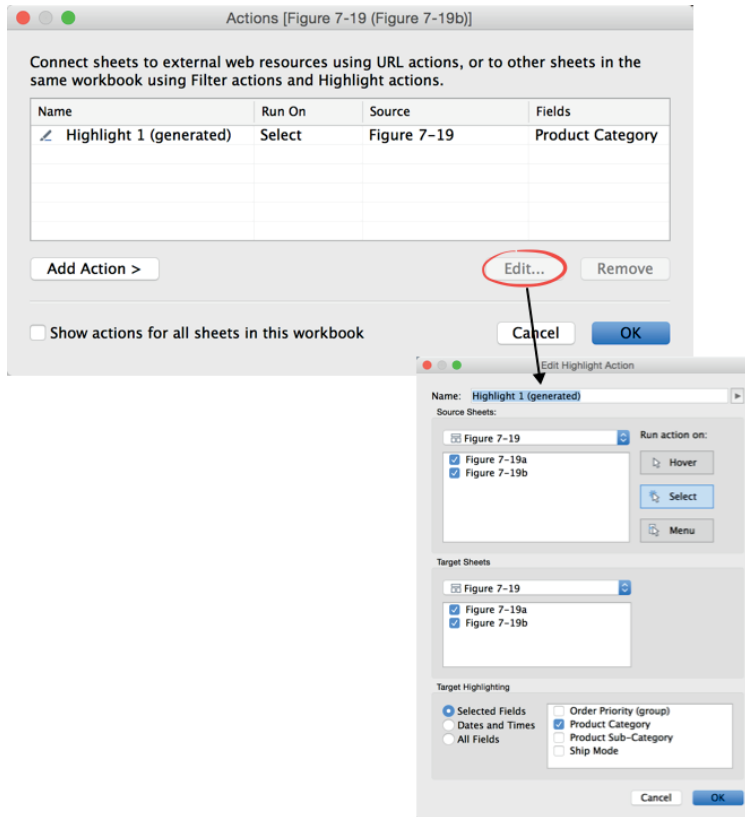 Actions [Figure 7-19 (Figure 7-19b)]
Connect sheets to external web resources using URL actions, or to other sheets in the
same workbook using Filter actions and Highlight actions.
Name Run On Source Fields
Highlight 1 (generated) Select Figure 7-19 Product Category
Add Action > Edit... Remove
Show actions for all sheets in this workbook Cancel OK
Edit Highlight Action
Name: Highlight 1 (generated)
Source Sheets:
Figure 7-19 Run action on:
Figure 7-19a Hover
Figure 7-19b
Select
Menu
Target Sheets
Figure 7-19
Figure 7-19a
Figure 7-19b
Target Highlighting
Selected Fields Order Priority (group)
Dates and Times Product Category
All Fields Product Sub-Category
Ship Mode
Cancel OK